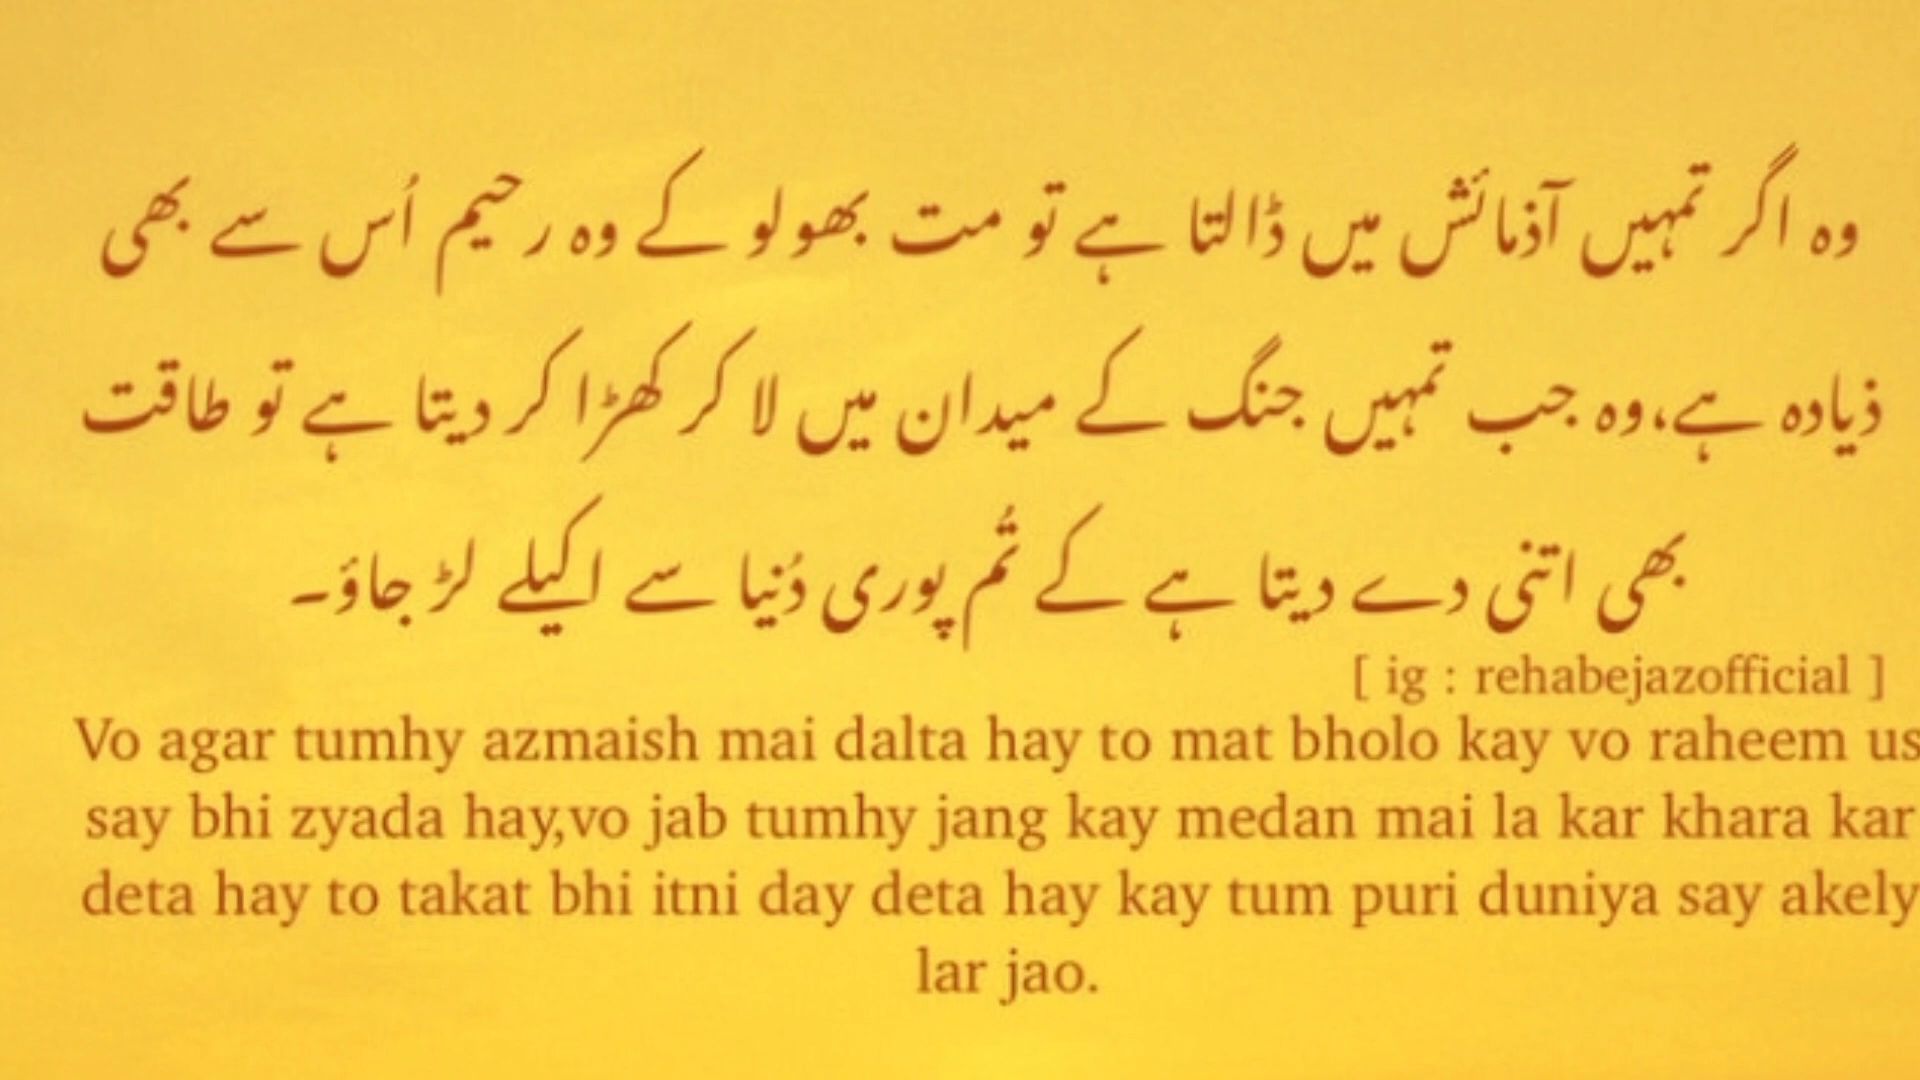 وہ اگر تمہیں آذمائش میں ڈالتا ہے تو مت بھولو کے وہ رحیم اُس سے بھی
ذیادہ ہے،وہ جب تمہیں جنگ کے میدان میں لا کر کھڑا کر دیتا ہے تو طاقت
بھی اتنی دے دیتا ہے کے تُم پوری دُنیا سے اکیلے لڑ جاؤ۔
[ ig : rehabejazofficial ]
Vo agar tumhy azmaish mai dalta hay to mat bholo kay vo raheem us
say bhi zyada hay,vo jab tumhy jang kay medan mai la kar khara kar
deta hay to takat bhi itni day deta hay kay tum puri duniya say akely
lar jao.